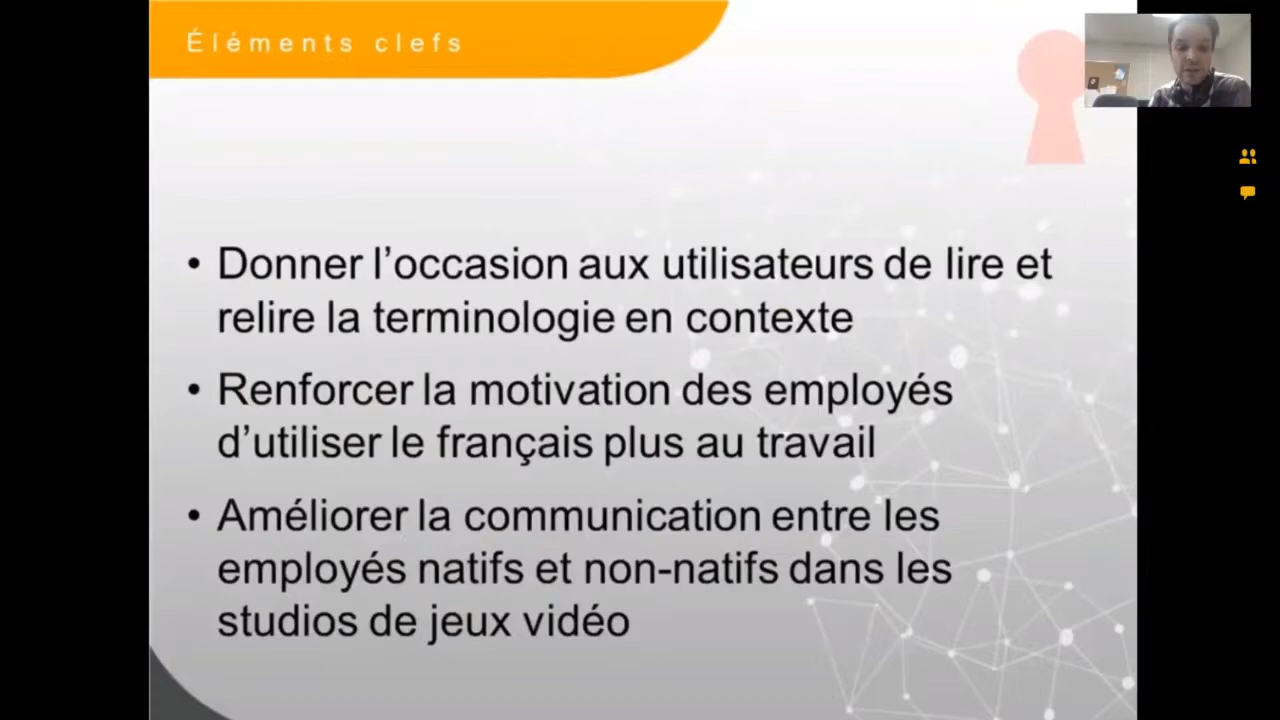 Éléments clefs
• Donner l’occasion aux utilisateurs de lire et
relire la terminologie en contexte
• Renforcer la motivation des employés
d’utiliser le français plus au travail
• Améliorer la communication entre les
employés natifs et non-natifs dans les
studios de jeux vidéo